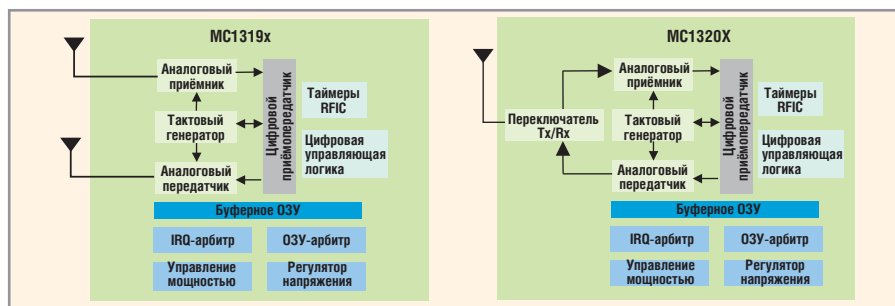 MC1319x
Аналоговый
приёмник
Тактовый
генератор
Аналоговый
передатчик
Цифровой
приёмопередатчик
Таймеры
RFIC
Цифровая
управляющая
логика
Буферное ОЗУ
IRQ-арбитр
ОЗУ-арбитр
Управление
мощностью
Регулятор
напряжения
MC1320X
Переключатель
Tx/Rx
Аналоговый
приёмник
Тактовый
генератор
Аналоговый
передатчик
Цифровой
приёмопередатчик
Таймеры
RFIC
Цифровая
управляющая
логика
Буферное ОЗУ
IRQ-арбитр
ОЗУ-арбитр
Управление
мощностью
Регулятор
напряжения